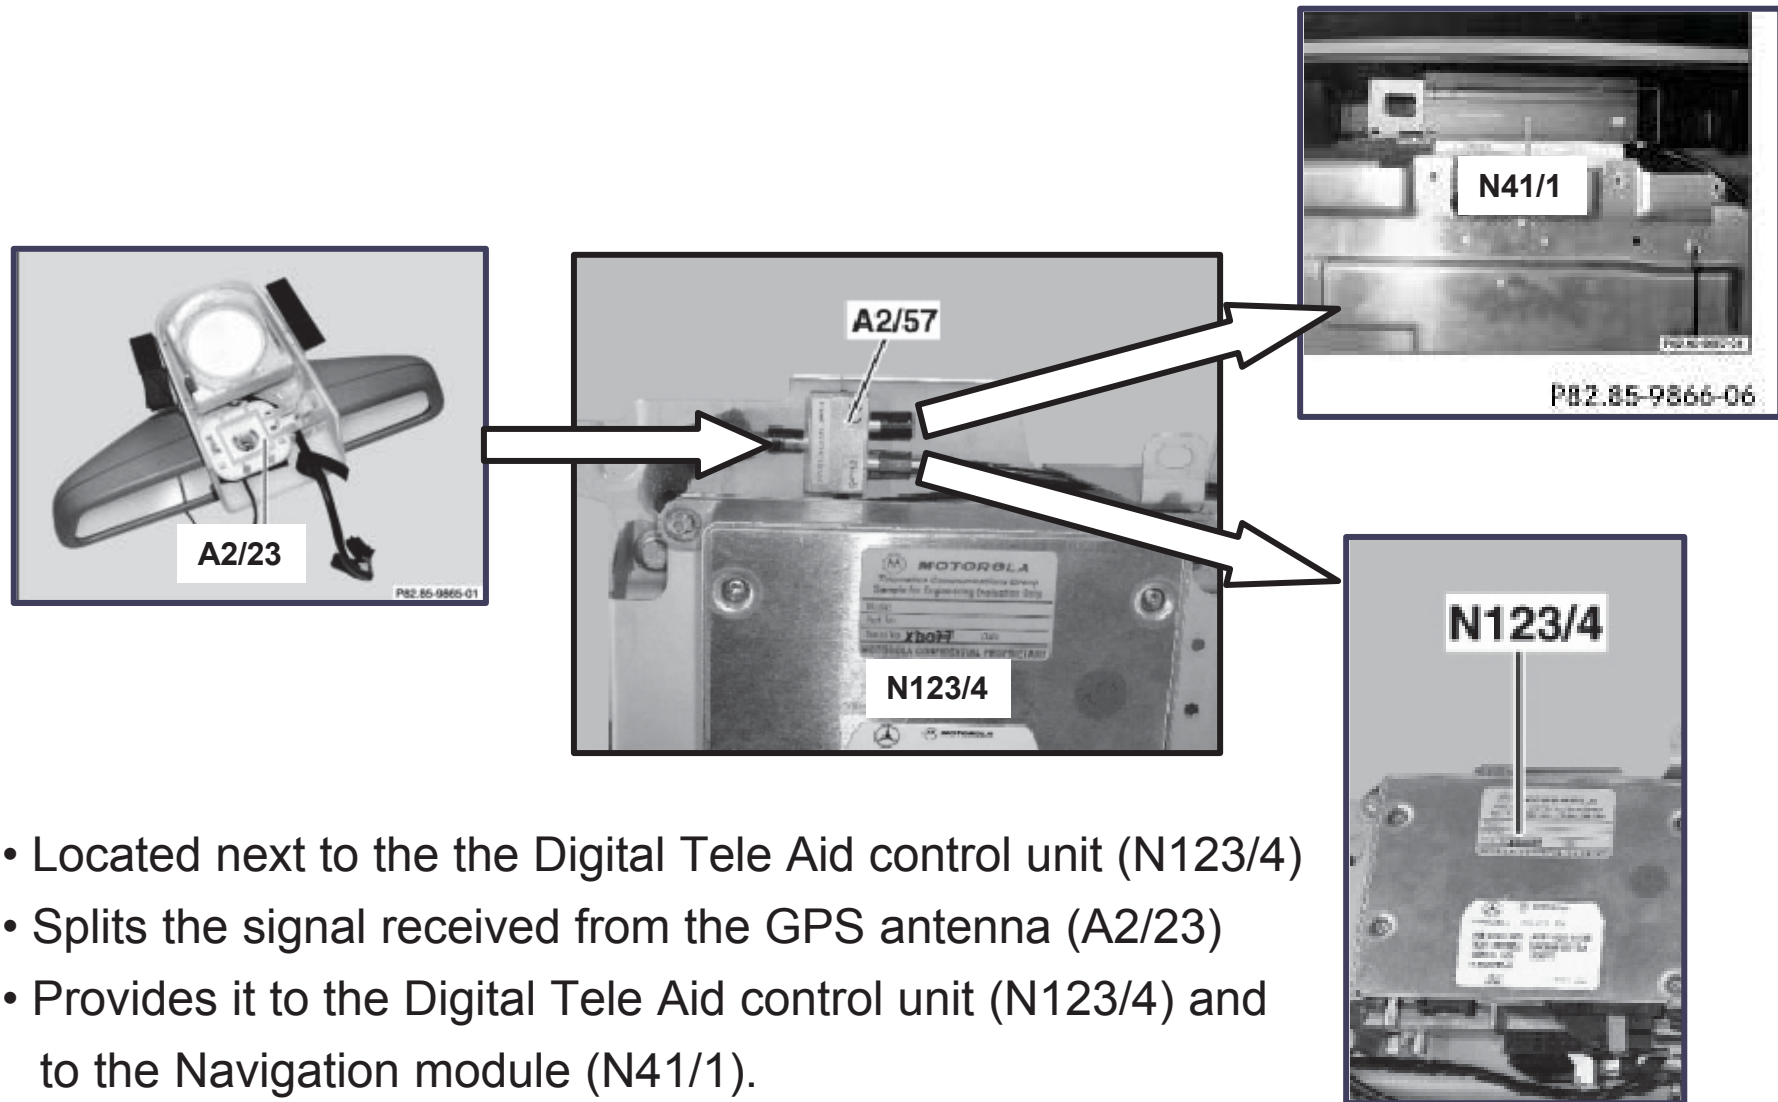 N41/1
P82.85-9866-06
A2/57
A2/23
P82.85-9865-01
MOTOROLA
N123/4
MOTOROLA
N123/4
• Located next to the the Digital Tele Aid control unit (N123/4)
• Splits the signal received from the GPS antenna (A2/23)
• Provides it to the Digital Tele Aid control unit (N123/4) and
to the Navigation module (N41/1).